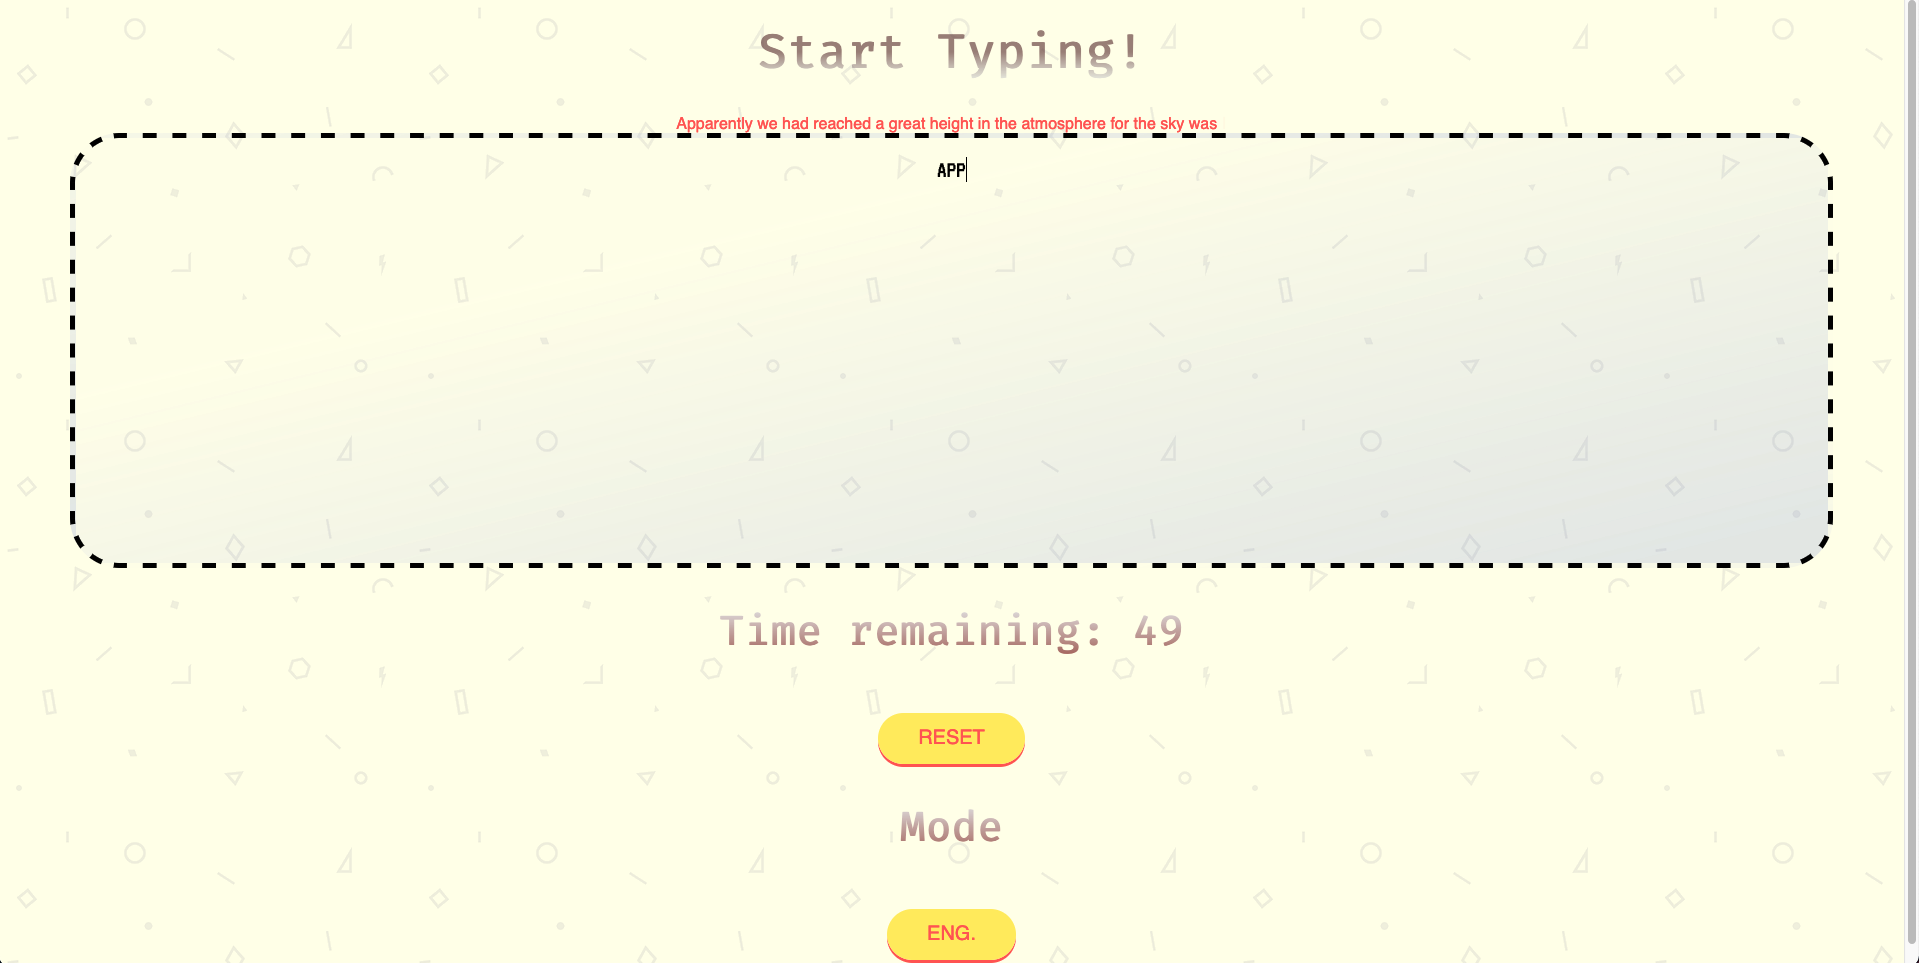 Start Typing!
Apparently we had reached a great height in the atmosphere for the sky was
APP
Time remaining: 49
RESET
Mode
ENG.